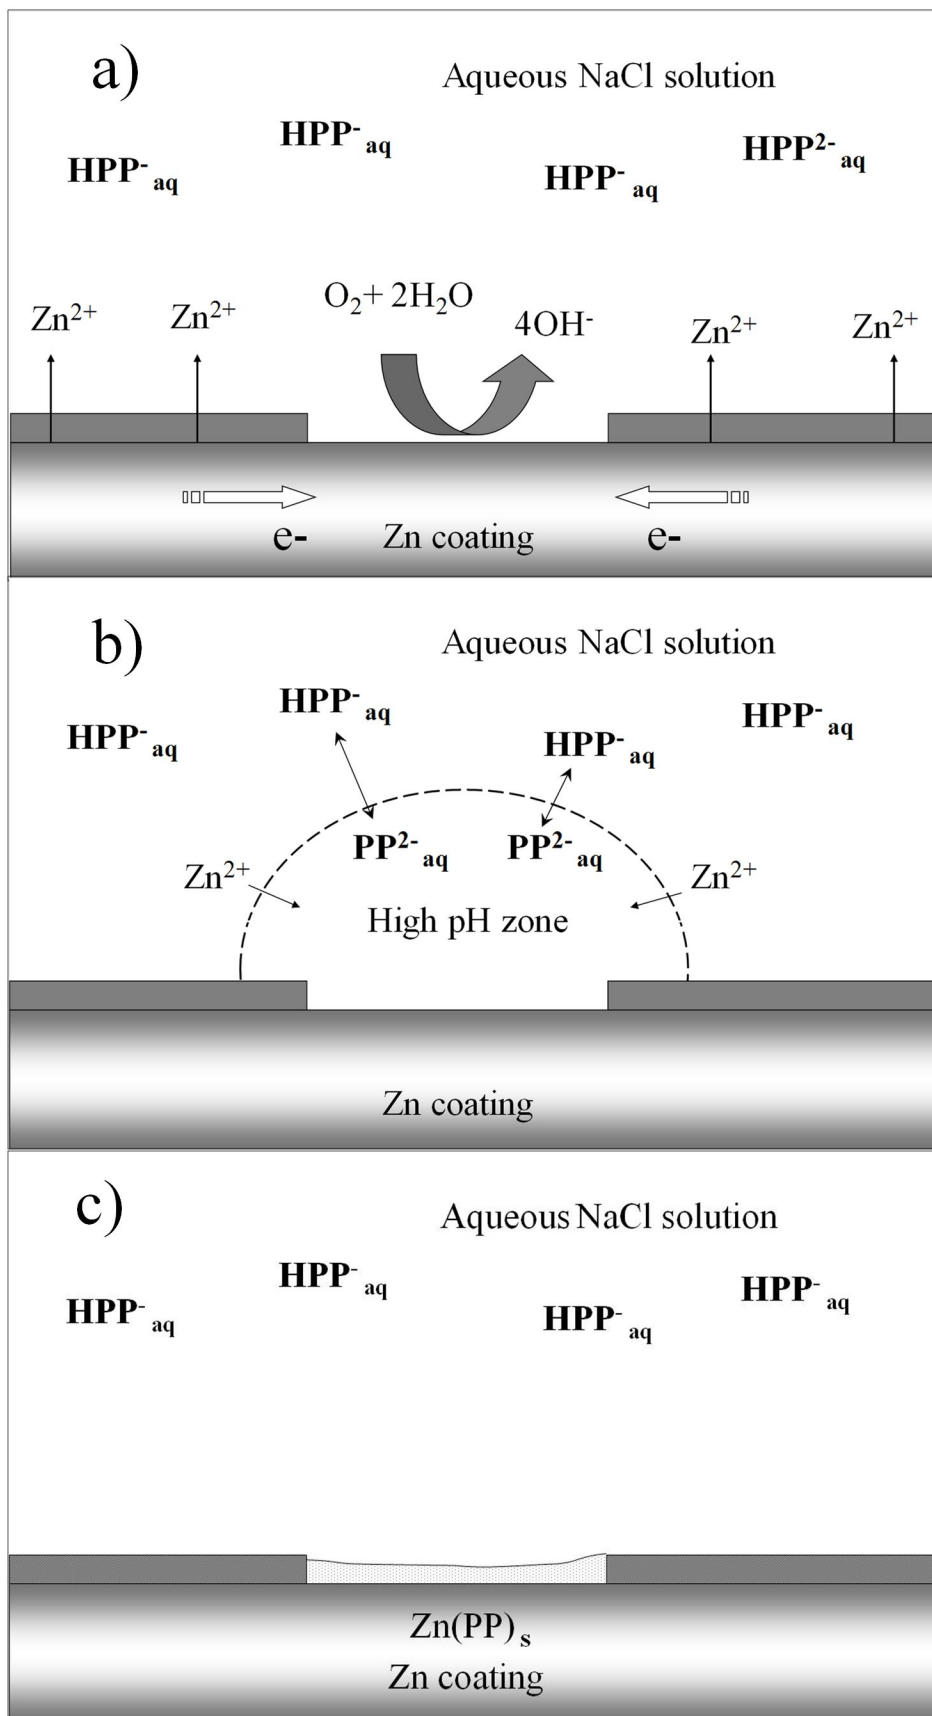 a)
Aqueous NaCl solution
HPP⁻aq HPP⁻aq HPP⁻aq HPP²⁻aq
O₂+ 2H₂O
4OH⁻
Zn²⁺ Zn²⁺ Zn²⁺ Zn²⁺
e- Zn coating e-
b)
Aqueous NaCl solution
HPP⁻aq HPP⁻aq HPP⁻aq HPP⁻aq
PP²⁻aq PP²⁻aq
Zn²⁺ Zn²⁺
High pH zone
Zn coating
c)
Aqueous NaCl solution
HPP⁻aq HPP⁻aq HPP⁻aq HPP⁻aq
Zn(PP)s
Zn coating